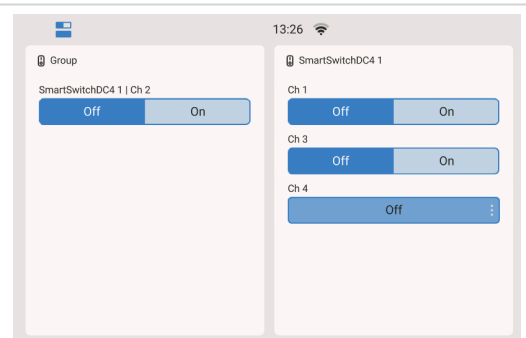 13:26
Group
SmartSwitchDC4 1 | Ch 2
Off On
SmartSwitchDC4 1
Ch 1
Off On
Ch 3
Off On
Ch 4
Off